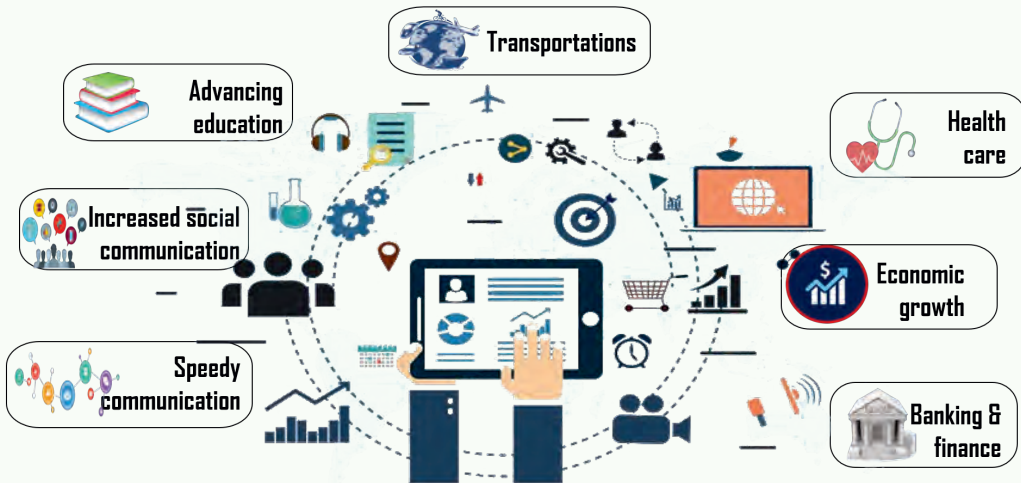 Transportations
Advancing
education
Health
care
Increased social
communication
Economic
growth
Speedy
communication
Banking &
finance